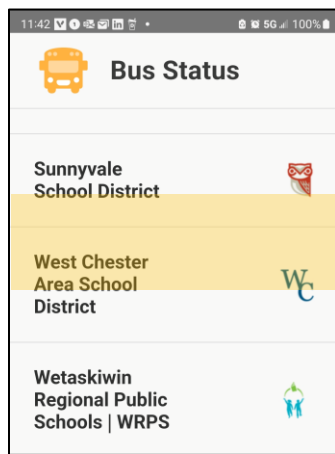 11:42
5G 100%
Bus Status
Sunnyvale
School District
West Chester
Area School
District
WC
Wetaskiwin
Regional Public
Schools | WRPS